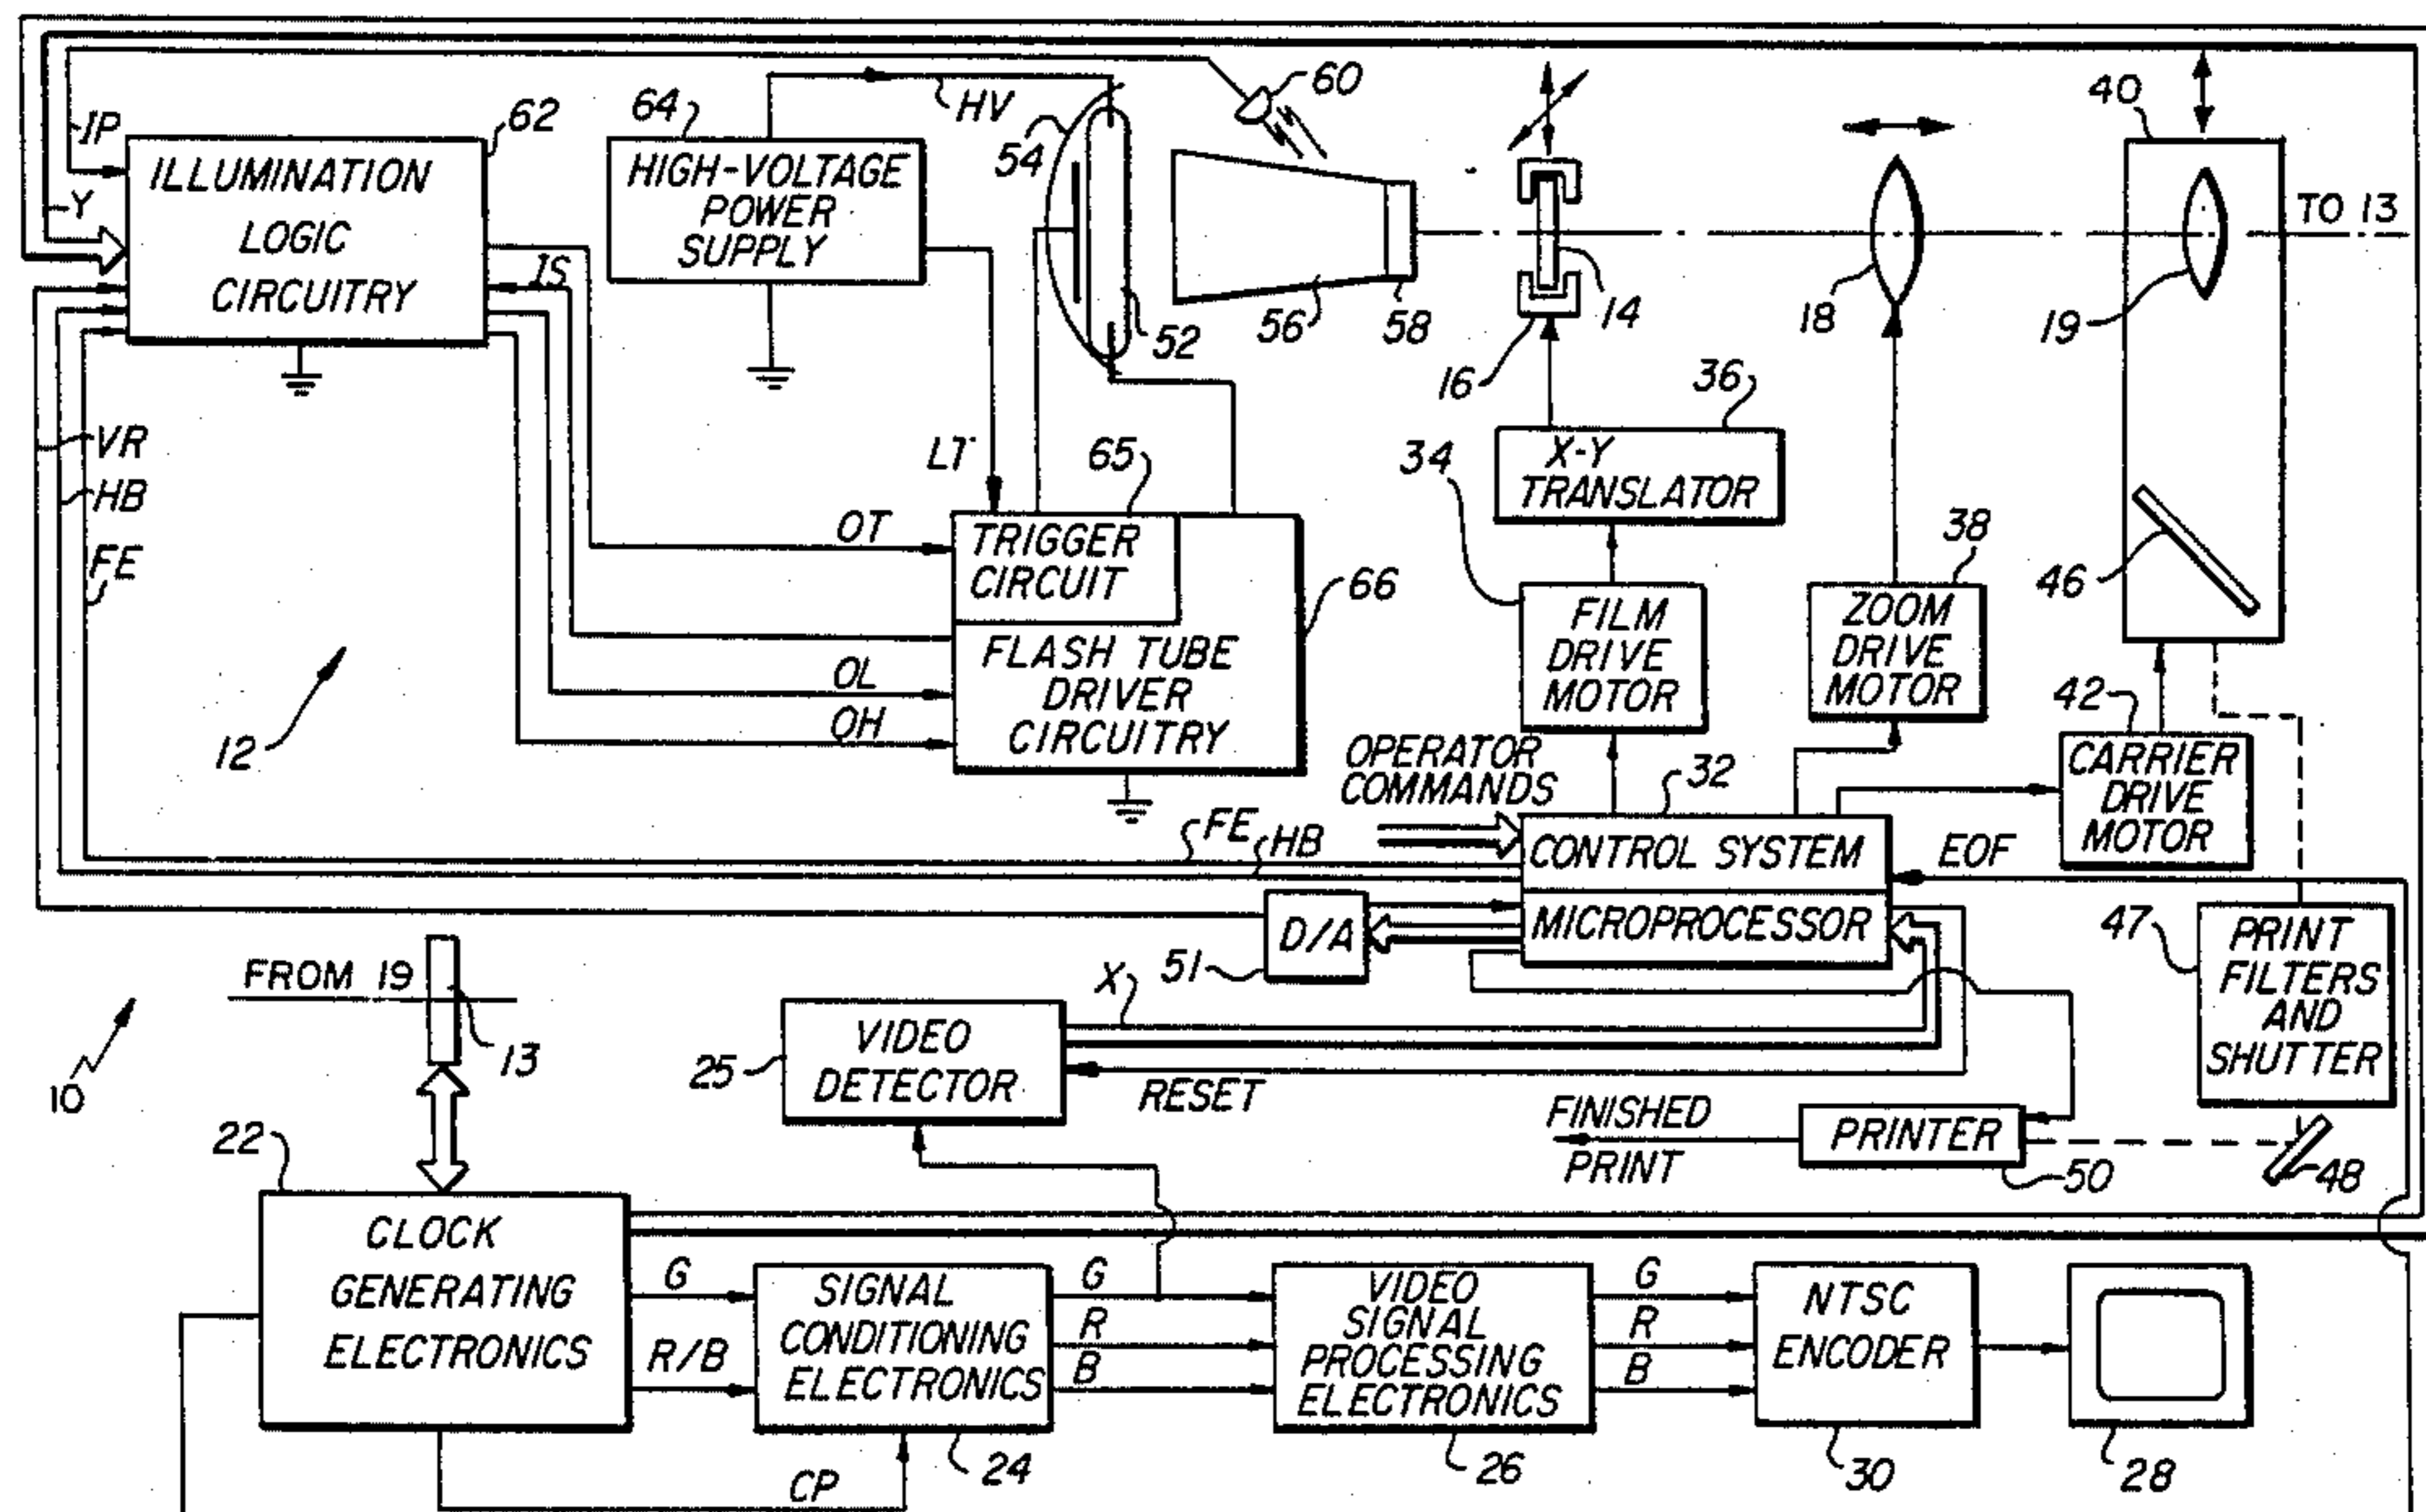 IP
Y
62
ILLUMINATION
LOGIC
CIRCUITRY
IS
64
HIGH-VOLTAGE
POWER
SUPPLY
HV
54
52
60
56
58
14
16
18
40
19
TO 13
VR
HB
FE
LT
65
OT
TRIGGER
CIRCUIT
66
FLASH TUBE
DRIVER
CIRCUITRY
OL
OH
12
36
X-Y
TRANSLATOR
34
FILM
DRIVE
MOTOR
38
ZOOM
DRIVE
MOTOR
46
42
CARRIER
DRIVE
MOTOR
OPERATOR
COMMANDS
32
FE
HB
CONTROL SYSTEM
EOF
MICROPROCESSOR
D/A
51
47
PRINT
FILTERS
AND
SHUTTER
FROM 19
13
10
X
25
VIDEO
DETECTOR
RESET
FINISHED
PRINT
PRINTER
50
48
22
CLOCK
GENERATING
ELECTRONICS
G
R/B
SIGNAL
CONDITIONING
ELECTRONICS
24
G
R
B
VIDEO
SIGNAL
PROCESSING
ELECTRONICS
26
G
R
B
NTSC
ENCODER
30
28
CP